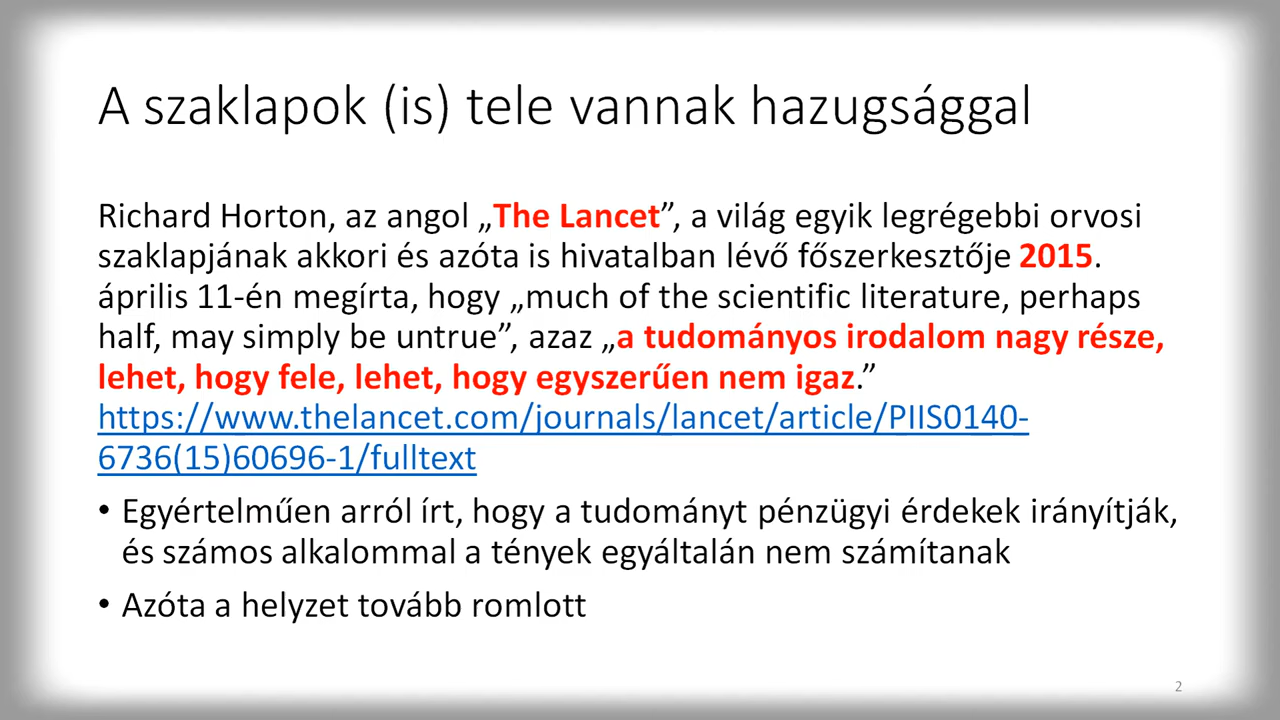 A szaklapok (is) tele vannak hazugsággal
Richard Horton, az angol „The Lancet”, a világ egyik legrégebbi orvosi
szaklapjának akkori és azóta is hivatalban lévő főszerkesztője 2015.
április 11-én megírta, hogy „much of the scientific literature, perhaps
half, may simply be untrue”, azaz „a tudományos irodalom nagy része,
lehet, hogy fele, lehet, hogy egyszerűen nem igaz.”
https://www.thelancet.com/journals/lancet/article/PIIS0140-
6736(15)60696-1/fulltext
• Egyértelműen arról írt, hogy a tudományt pénzügyi érdekek irányítják,
és számos alkalommal a tények egyáltalán nem számítanak
• Azóta a helyzet tovább romlott
2